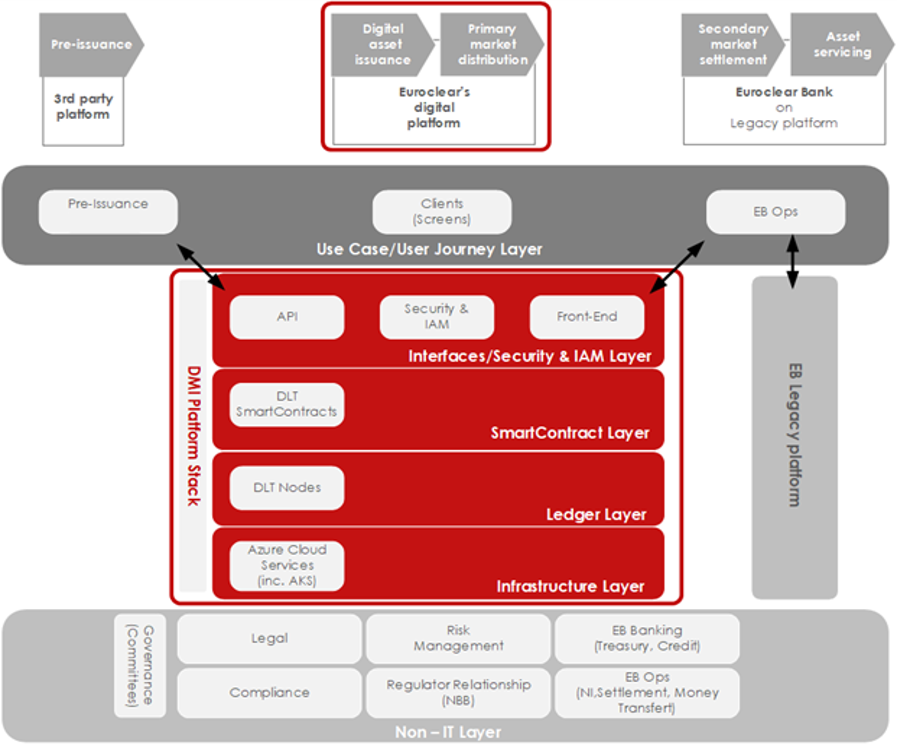 Pre-issuance
Digital
asset
issuance
Primary
market
distribution
Secondary
market
settlement
Asset
servicing
3rd party
platform
Euroclear's
digital
platform
Euroclear Bank
on
Legacy platform
Pre-Issuance
Clients
(Screens)
EB Ops
Use Case/User Journey Layer
DMI Platform Stack
API
Security &
IAM
Front-End
Interfaces/Security & IAM Layer
DLT
SmartContracts
SmartContract Layer
DLT Nodes
Ledger Layer
Azure Cloud
Services
(inc. AKS)
Infrastructure Layer
EB Legacy platform
Governance
(Committees)
Legal
Risk
Management
EB Banking
(Treasury, Credit)
Compliance
Regulator Relationship
(NBB)
EB Ops
(NI,Settlement, Money
Transfert)
Non – IT Layer